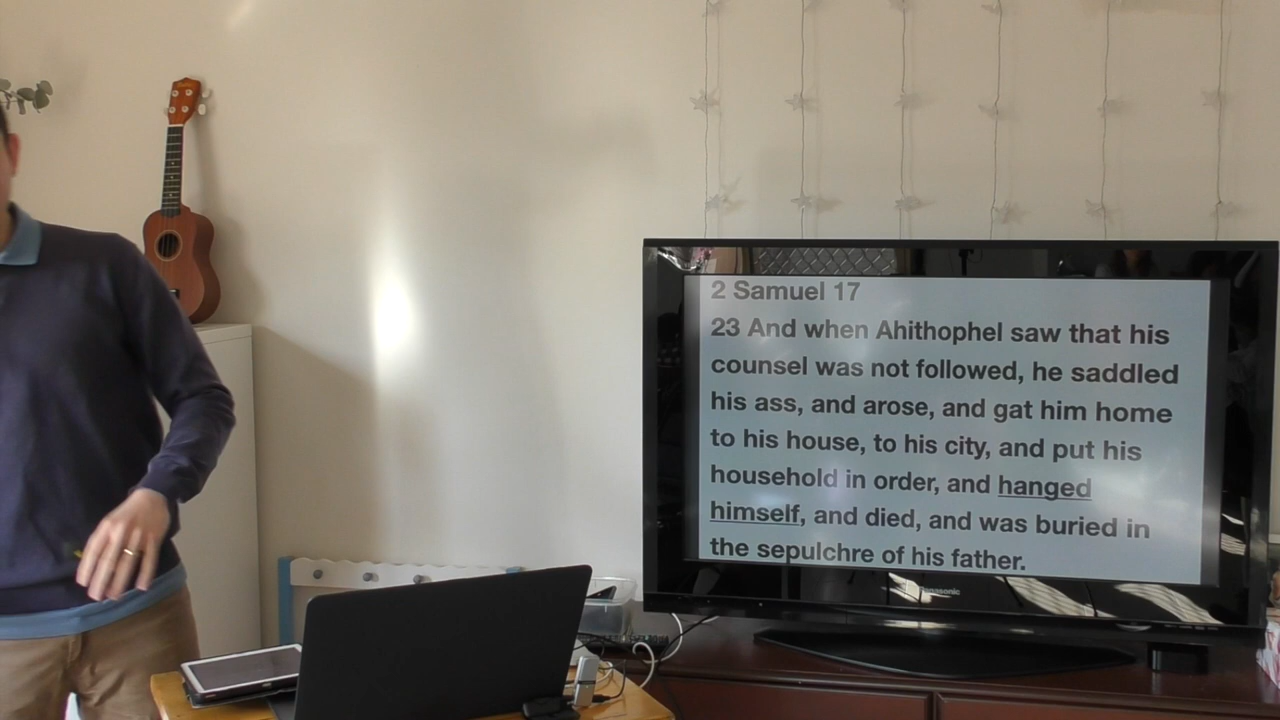 2 Samuel 17
23 And when Ahithophel saw that his
counsel was not followed, he saddled
his ass, and arose, and gat him home
to his house, to his city, and put his
household in order, and hanged
himself, and died, and was buried in
the sepulchre of his father.
Panasonic